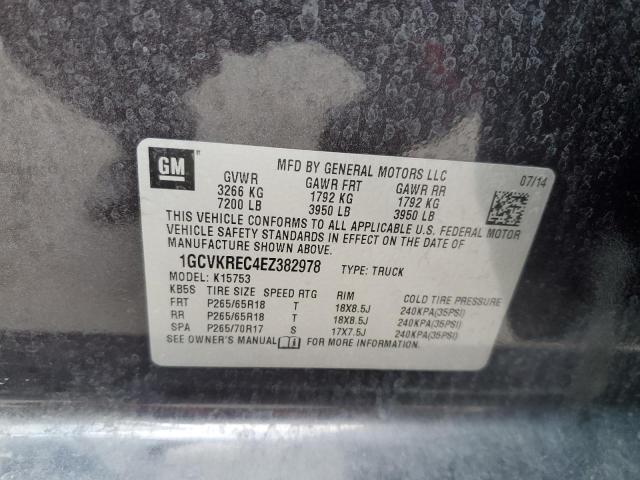 GM
MFD BY GENERAL MOTORS LLC 07/14
GVWR GAWR FRT GAWR RR
3266 KG 1792 KG 1792 KG
7200 LB 3950 LB 3950 LB
THIS VEHICLE CONFORMS TO ALL APPLICABLE U.S. FEDERAL MOTOR
VEHICLE SAFETY STANDARDS IN EFFECT ON THE DATE OF
MANUFACTURE SHOWN ABOVE.
1GCVKREC4EZ382978 TYPE: TRUCK
MODEL: K15753
KB5S TIRE SIZE SPEED RTG RIM COLD TIRE PRESSURE
FRT P265/65R18 T 18X8.5J 240KPA(35PSI)
RR P265/65R18 T 18X8.5J 240KPA(35PSI)
SPA P265/70R17 S 17X7.5J 240KPA(35PSI)
SEE OWNER'S MANUAL FOR MORE INFORMATION.